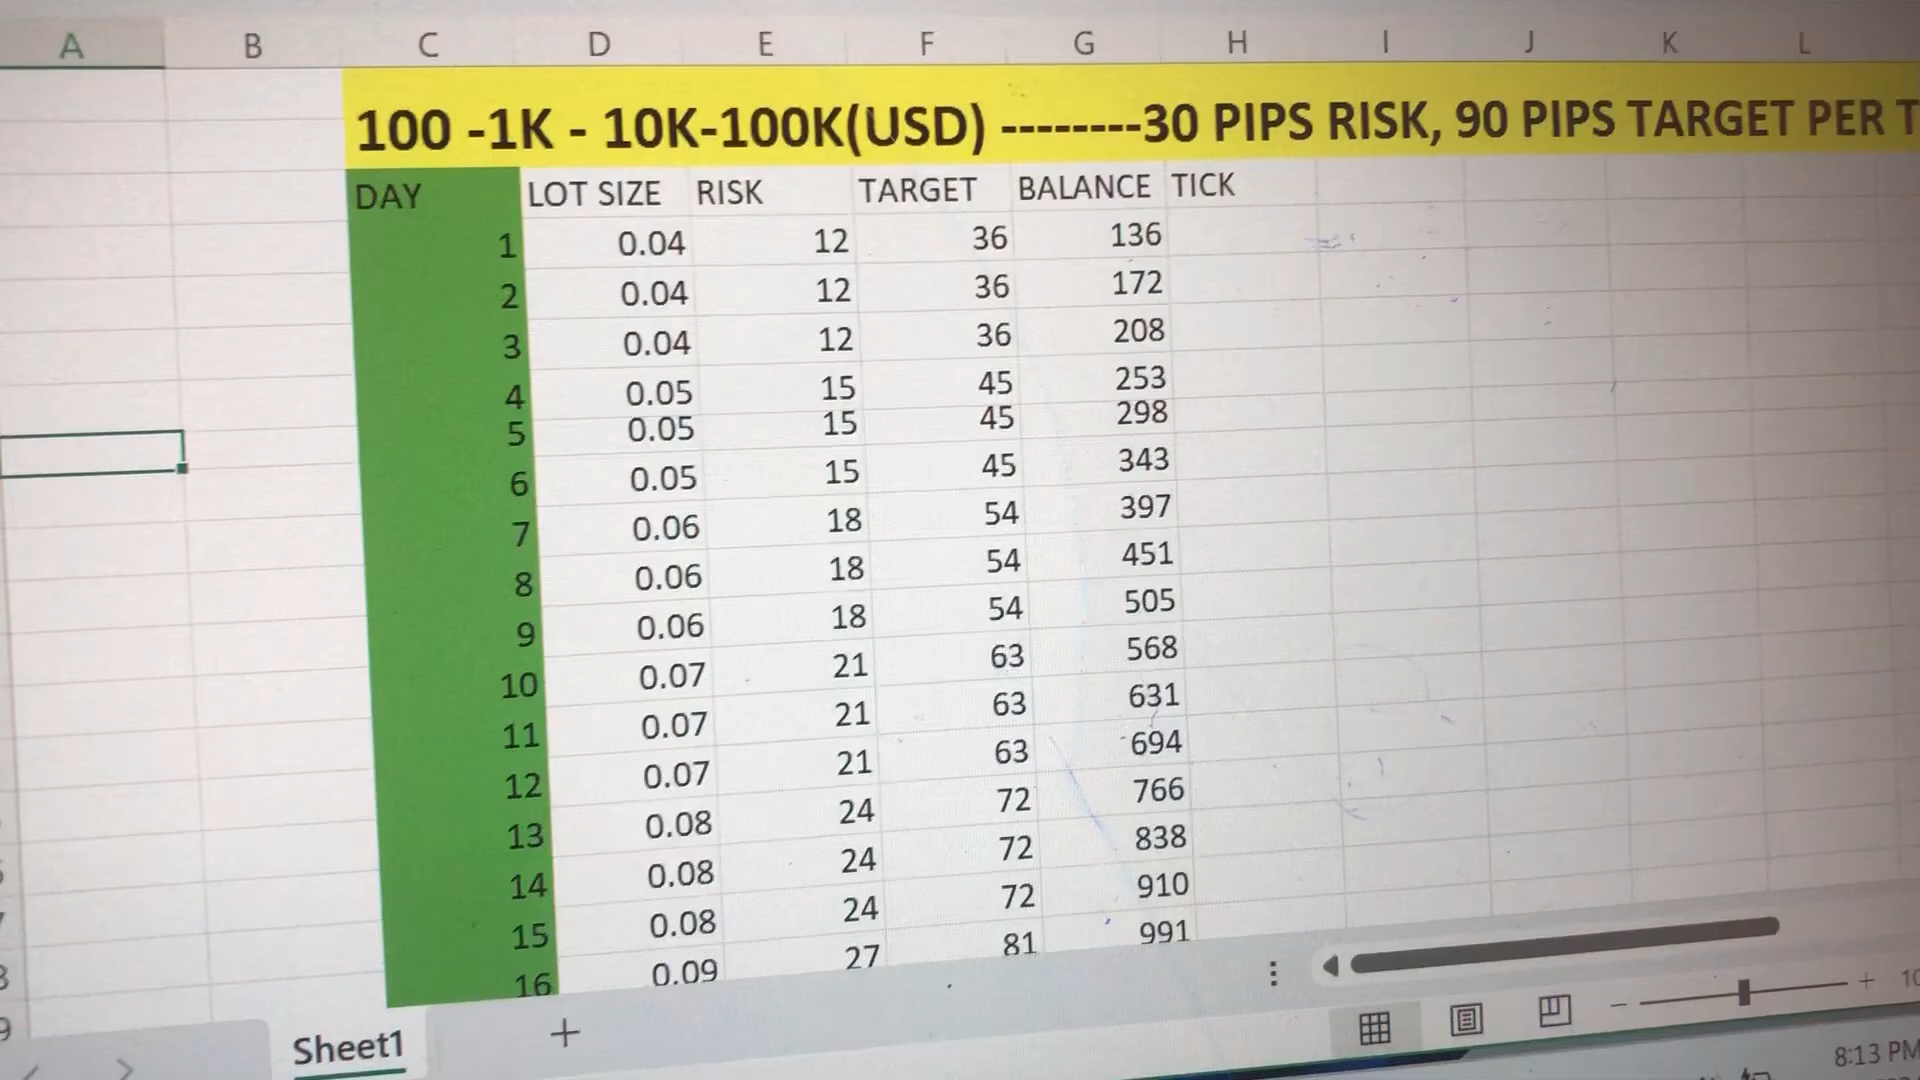 A B C D E F G H I J K L
100 -1K - 10K-100K(USD) --------30 PIPS RISK, 90 PIPS TARGET PER T
DAY LOT SIZE RISK TARGET BALANCE TICK
1 0.04 12 36 136
2 0.04 12 36 172
3 0.04 12 36 208
4 0.05 15 45 253
5 0.05 15 45 298
6 0.05 15 45 343
7 0.06 18 54 397
8 0.06 18 54 451
9 0.06 18 54 505
10 0.07 21 63 568
11 0.07 21 63 631
12 0.07 21 63 694
13 0.08 24 72 766
14 0.08 24 72 838
15 0.08 24 72 910
16 0.09 27 81 991
Sheet1
8:13 PM